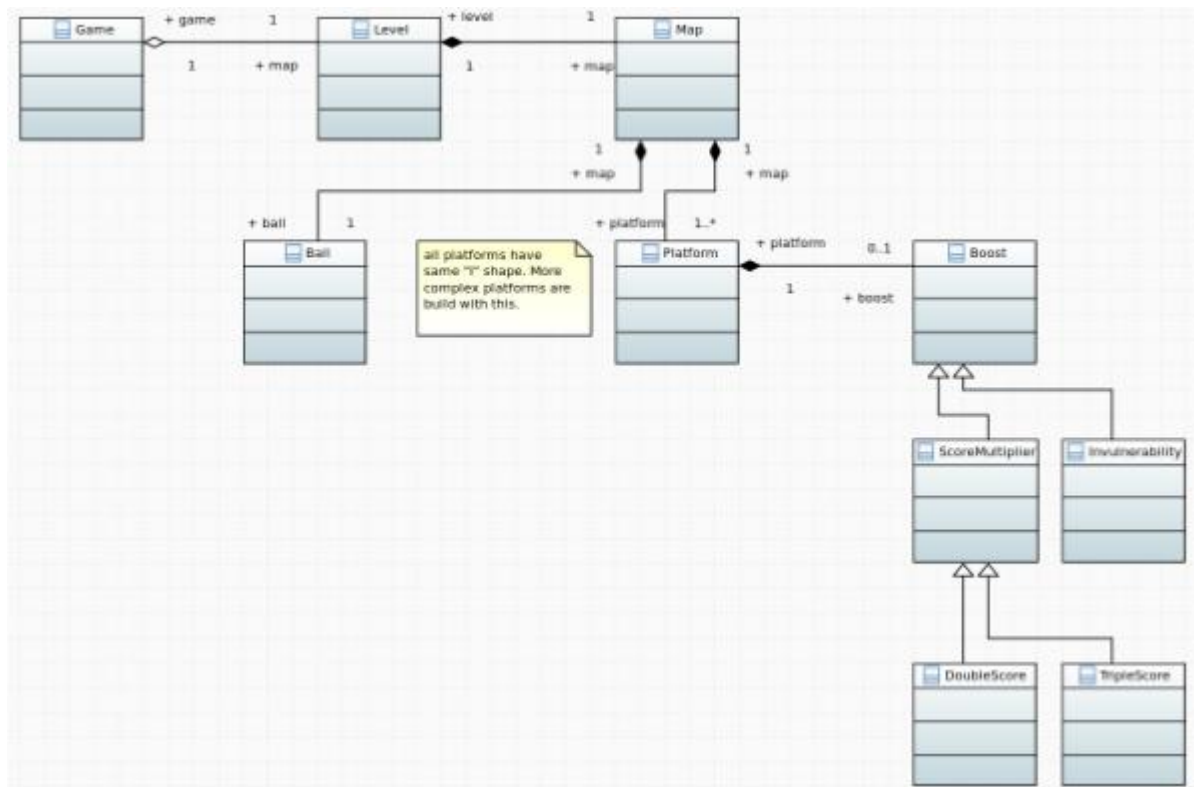 + game 1
+ level 1
Game
Level
Map
1 + map
1 + map
1
1
+ map
+ map
+ ball 1
+ platform 1..*
+ platform 0..1
Ball
all platforms have
same "I" shape. More
complex platforms are
build with this.
Platform
Boost
1 + boost
ScoreMultiplier
Invulnerability
DoubleScore
TripleScore